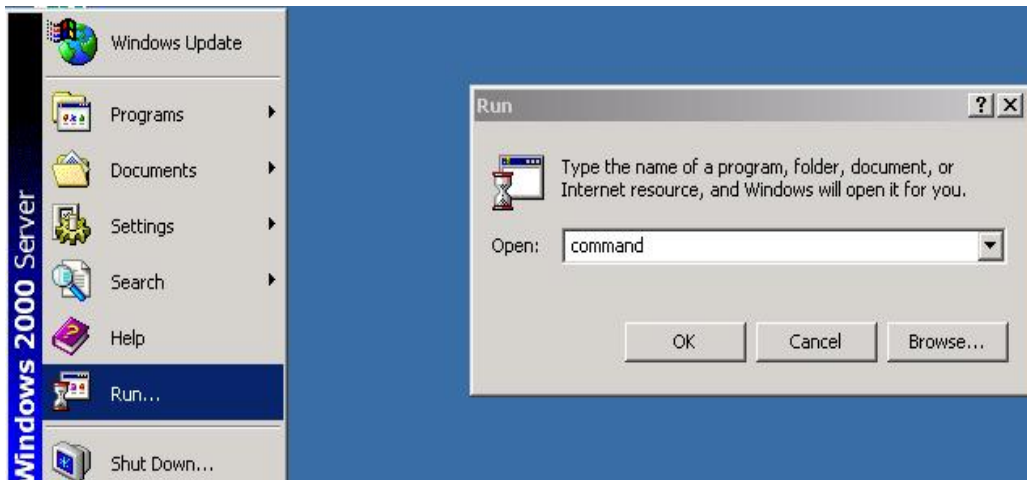 Windows 2000 Server
Windows Update
Programs
Documents
Settings
Search
Help
Run...
Shut Down...
Run
Type the name of a program, folder, document, or
Internet resource, and Windows will open it for you.
Open: command
OK Cancel Browse...